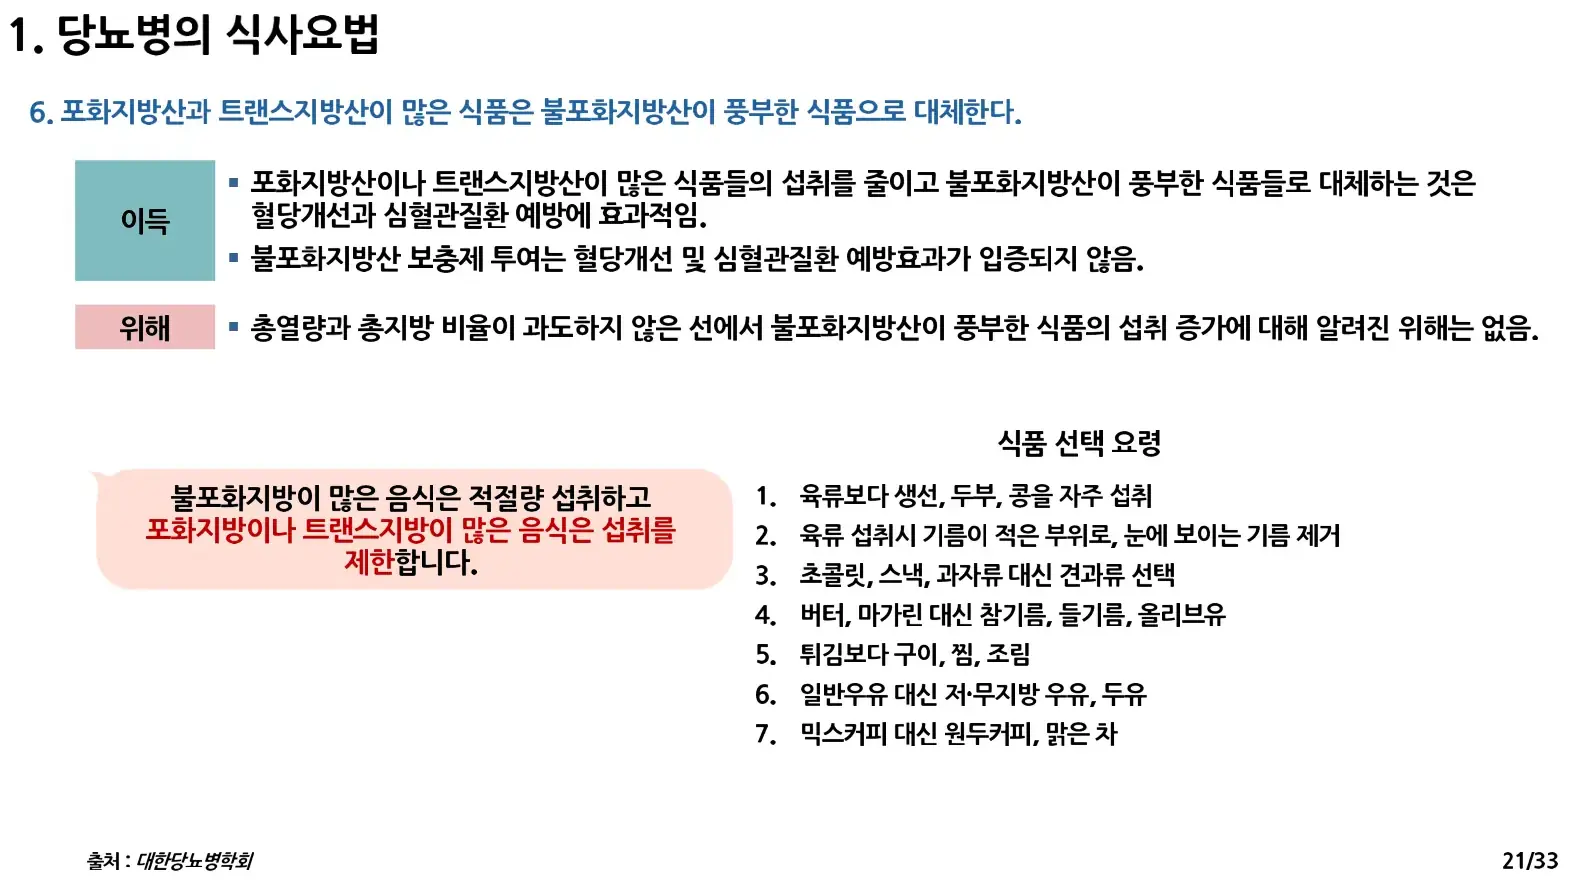 1. 당뇨병의 식사요법
6. 포화지방산과 트랜스지방산이 많은 식품은 불포화지방산이 풍부한 식품으로 대체한다.
이득
▪ 포화지방산이나 트랜스지방산이 많은 식품들의 섭취를 줄이고 불포화지방산이 풍부한 식품들로 대체하는 것은
혈당개선과 심혈관질환 예방에 효과적임.
▪ 불포화지방산 보충제 투여는 혈당개선 및 심혈관질환 예방효과가 입증되지 않음.
위해
▪ 총열량과 총지방 비율이 과도하지 않은 선에서 불포화지방산이 풍부한 식품의 섭취 증가에 대해 알려진 위해는 없음.
불포화지방이 많은 음식은 적절량 섭취하고
포화지방이나 트랜스지방이 많은 음식은 섭취를
제한합니다.
식품 선택 요령
1. 육류보다 생선, 두부, 콩을 자주 섭취
2. 육류 섭취시 기름이 적은 부위로, 눈에 보이는 기름 제거
3. 초콜릿, 스낵, 과자류 대신 견과류 선택
4. 버터, 마가린 대신 참기름, 들기름, 올리브유
5. 튀김보다 구이, 찜, 조림
6. 일반우유 대신 저·무지방 우유, 두유
7. 믹스커피 대신 원두커피, 맑은 차
출처 : 대한당뇨병학회
21/33